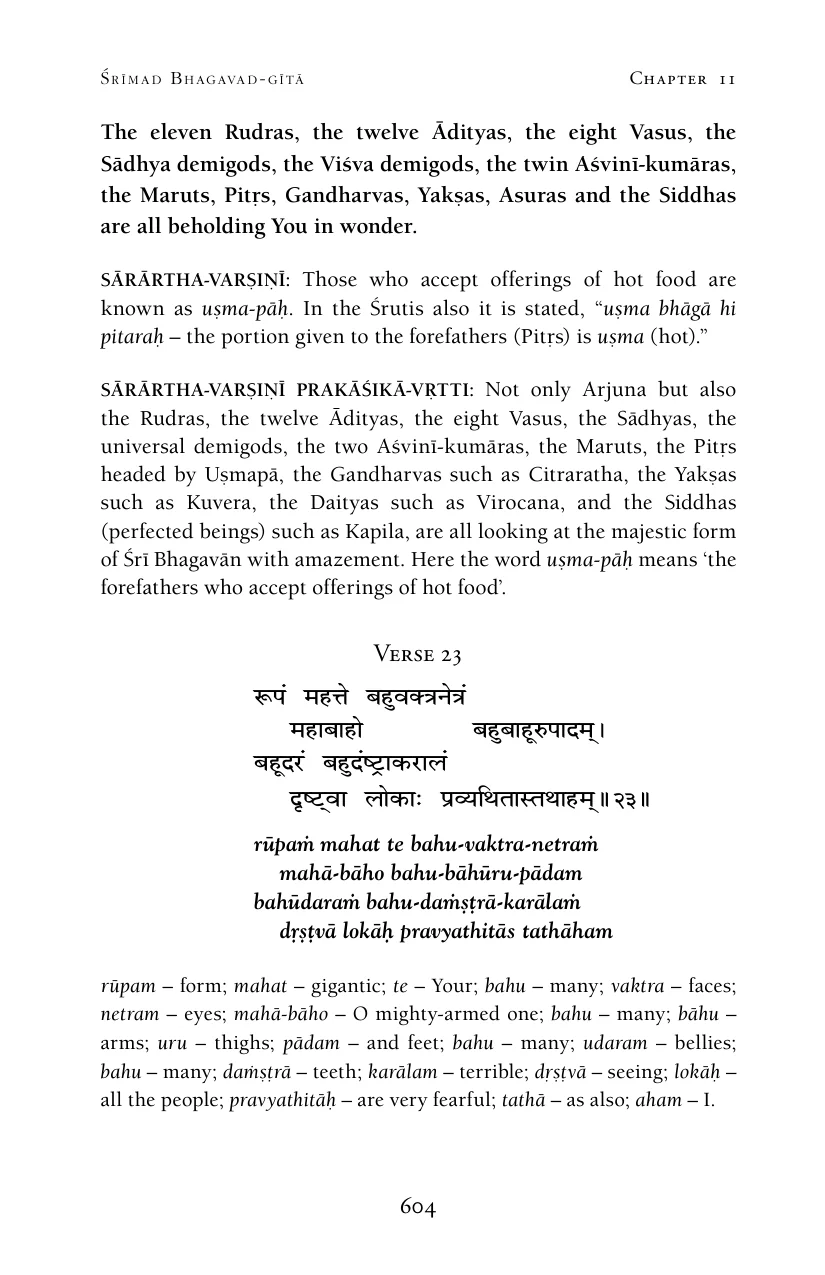 Śrīmad Bhagavad-gītā Chapter 11
The eleven Rudras, the twelve Ādityas, the eight Vasus, the
Sādhya demigods, the Viśva demigods, the twin Aśvinī-kumāras,
the Maruts, Pitṛs, Gandharvas, Yakṣas, Asuras and the Siddhas
are all beholding You in wonder.
SĀRĀRTHA-VARṢIṆĪ: Those who accept offerings of hot food are
known as uṣma-pāḥ. In the Śrutis also it is stated, “uṣma bhāgā hi
pitaraḥ – the portion given to the forefathers (Pitṛs) is uṣma (hot).”
SĀRĀRTHA-VARṢIṆĪ PRAKĀŚIKĀ-VṚTTI: Not only Arjuna but also
the Rudras, the twelve Ādityas, the eight Vasus, the Sādhyas, the
universal demigods, the two Aśvinī-kumāras, the Maruts, the Pitṛs
headed by Uṣmapā, the Gandharvas such as Citraratha, the Yakṣas
such as Kuvera, the Daityas such as Virocana, and the Siddhas
(perfected beings) such as Kapila, are all looking at the majestic form
of Śrī Bhagavān with amazement. Here the word uṣma-pāḥ means ‘the
forefathers who accept offerings of hot food’.
Verse 23
रूपं महत्ते बहुवक्त्रनेत्रं
महाबाहो बहुबाहूरुपादम्।
बहूदरं बहुदंष्ट्राकरालं
दृष्ट्वा लोकाः प्रव्यथितास्तथाहम्॥२३॥
rūpaṁ mahat te bahu-vaktra-netraṁ
mahā-bāho bahu-bāhūru-pādam
bahūdaraṁ bahu-daṁṣṭrā-karālaṁ
dṛṣṭvā lokāḥ pravyathitās tathāham
rūpam – form; mahat – gigantic; te – Your; bahu – many; vaktra – faces;
netram – eyes; mahā-bāho – O mighty-armed one; bahu – many; bāhu –
arms; uru – thighs; pādam – and feet; bahu – many; udaram – bellies;
bahu – many; daṁṣṭrā – teeth; karālam – terrible; dṛṣṭvā – seeing; lokāḥ –
all the people; pravyathitāḥ – are very fearful; tathā – as also; aham – I.
604